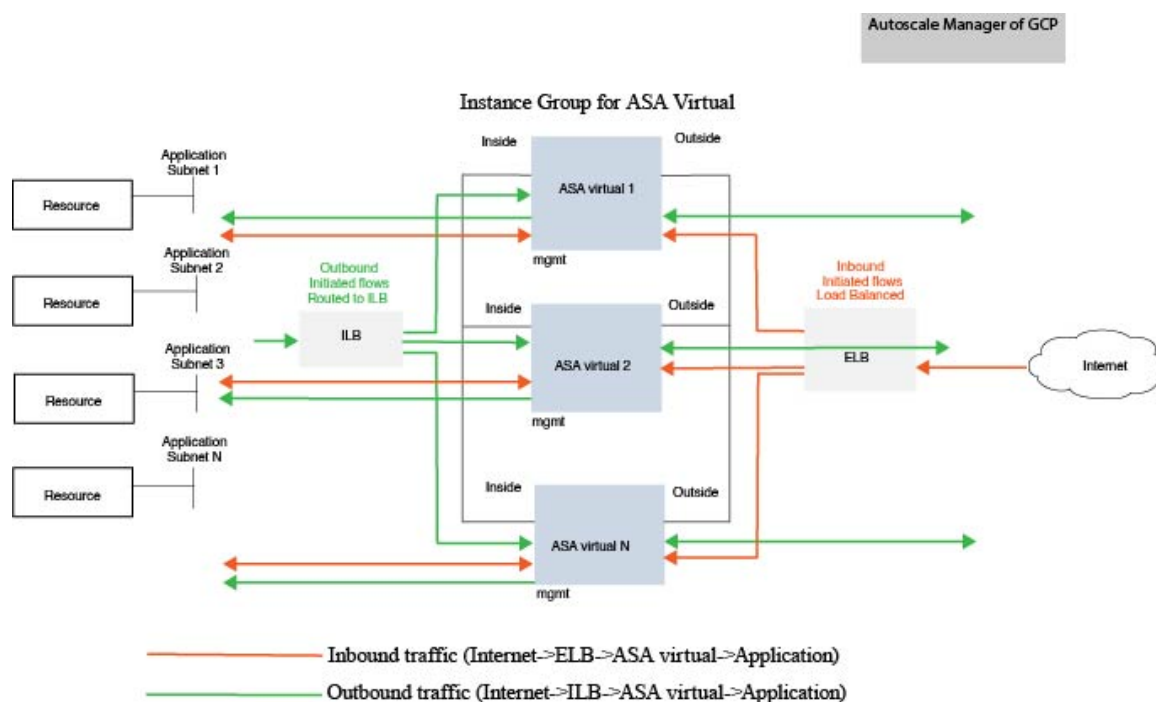 Autoscale Manager of GCP
Instance Group for ASA Virtual
Application
Subnet 1
Resource
Application
Subnet 2
Resource
Application
Subnet 3
Resource
Application
Subnet N
Resource
Outbound
Initiated flows
Routed to ILB
ILB
Inside
Outside
ASA virtual 1
mgmt
Inside
Outside
ASA virtual 2
mgmt
Inside
Outside
ASA virtual N
mgmt
Inbound
Initiated flows
Load Balanced
ELB
Internet
Inbound traffic (Internet->ELB->ASA virtual->Application)
Outbound traffic (Internet->ILB->ASA virtual->Application)